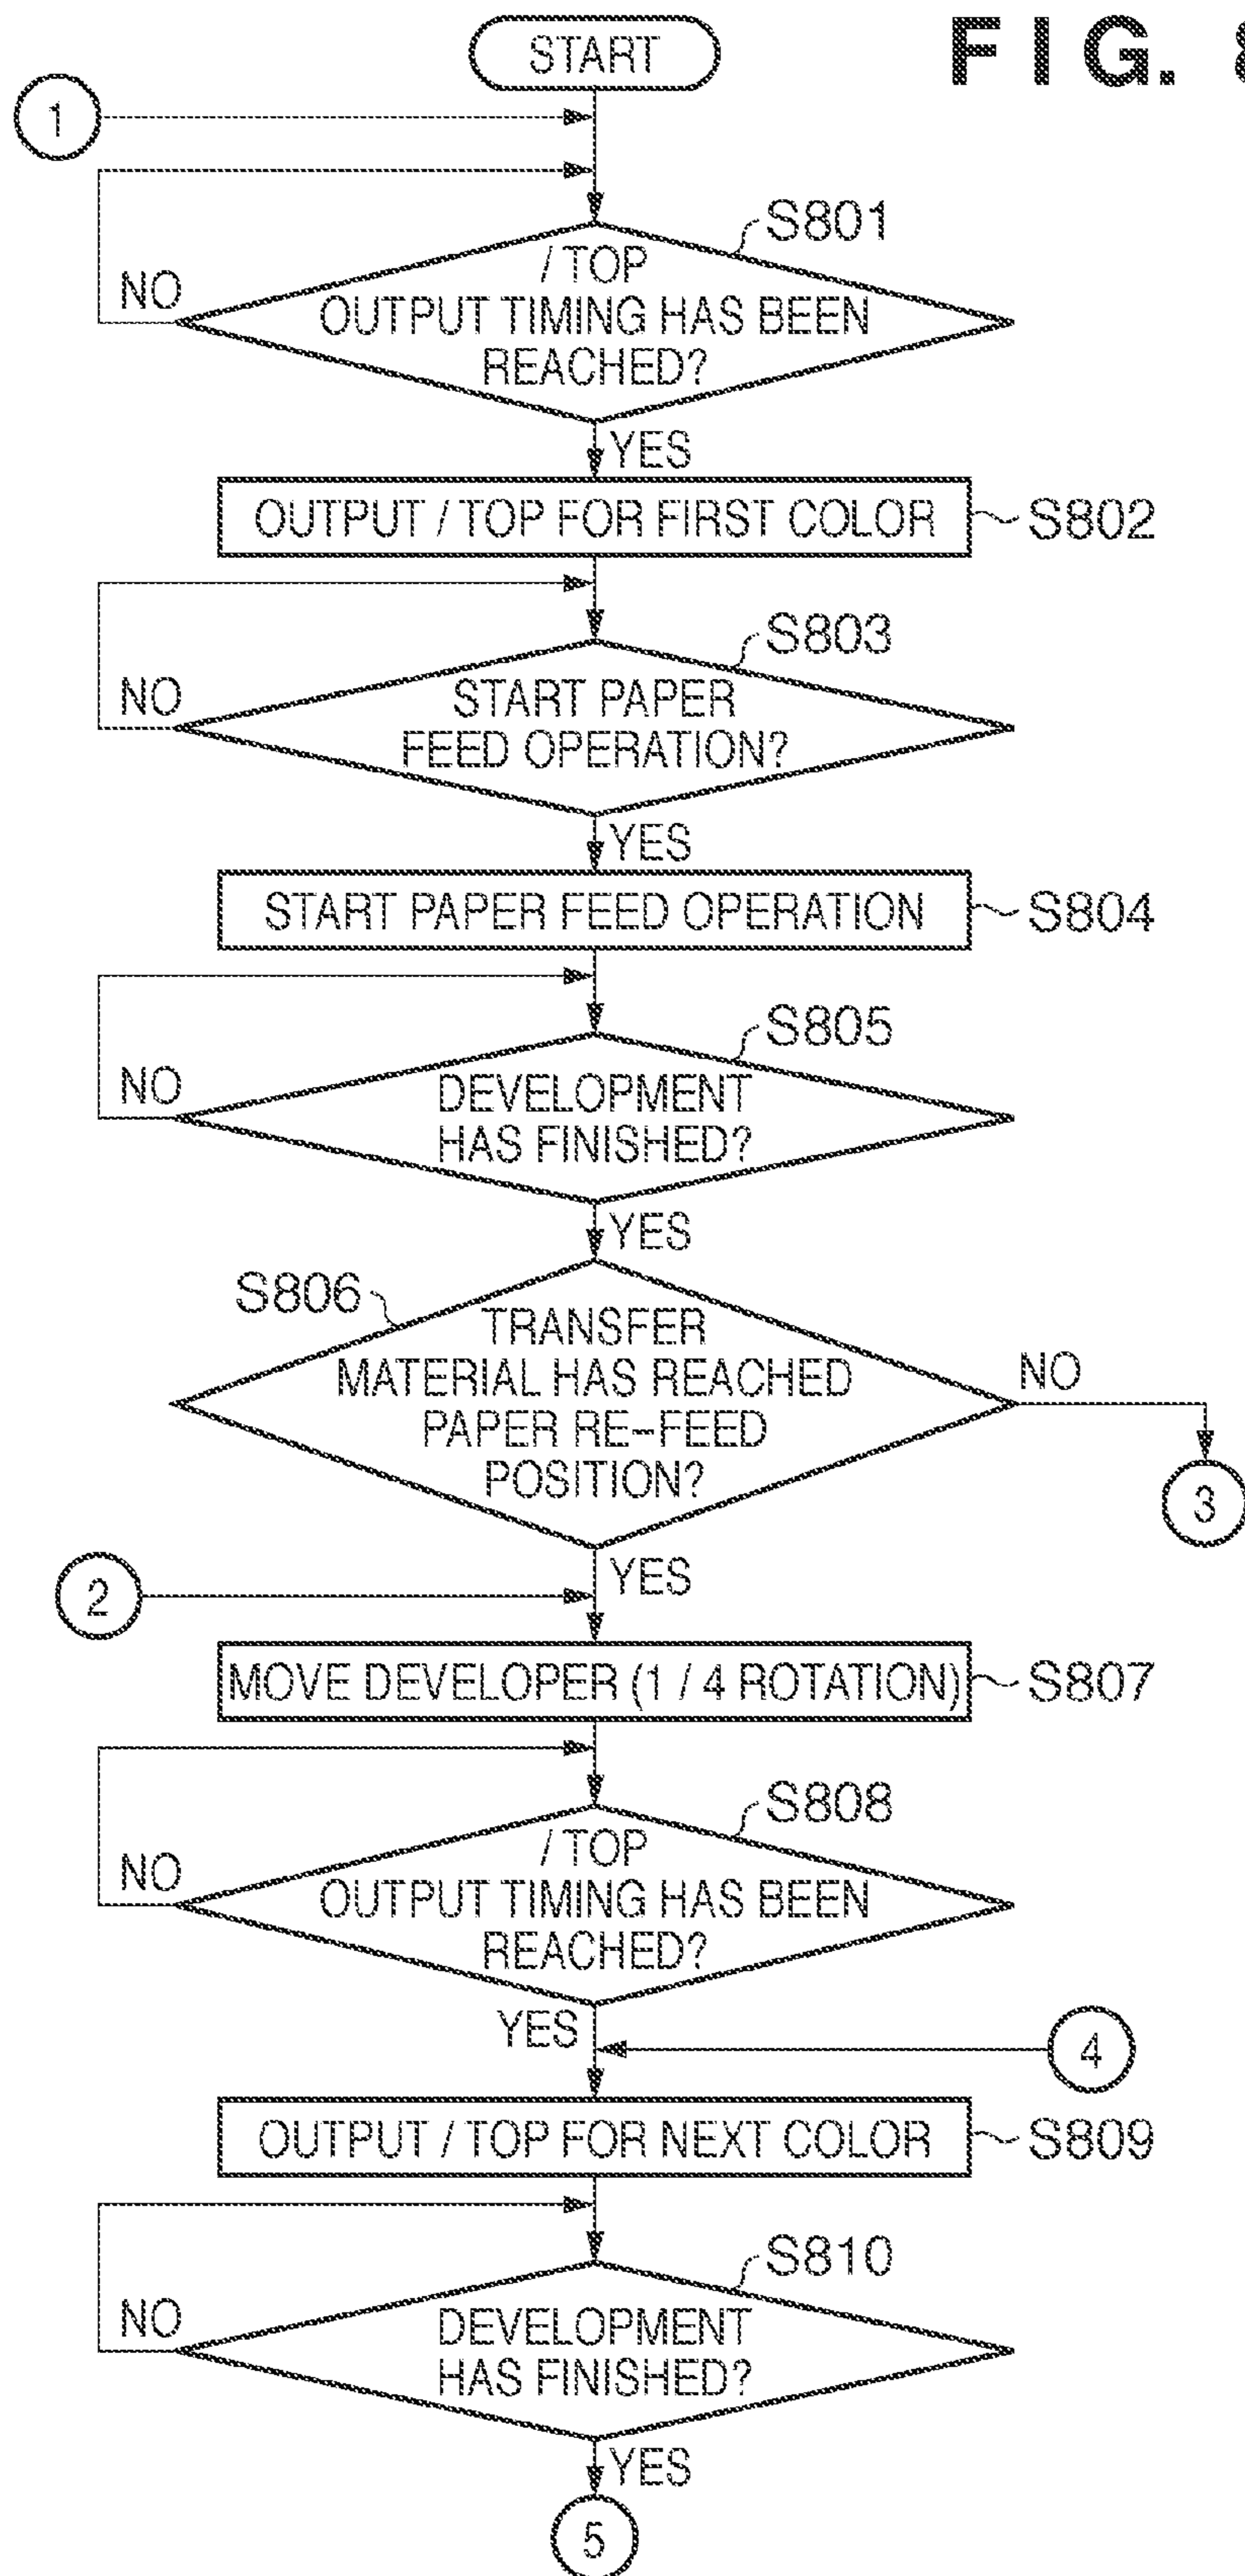 START
FIG. 8
1
S801
/ TOP
OUTPUT TIMING HAS BEEN
REACHED?
NO
YES
OUTPUT / TOP FOR FIRST COLOR
S802
S803
START PAPER
FEED OPERATION?
NO
YES
START PAPER FEED OPERATION
S804
S805
DEVELOPMENT
HAS FINISHED?
NO
YES
S806
TRANSFER
MATERIAL HAS REACHED
PAPER RE-FEED
POSITION?
NO
3
YES
2
MOVE DEVELOPER (1 / 4 ROTATION)
S807
S808
/ TOP
OUTPUT TIMING HAS BEEN
REACHED?
NO
YES
4
OUTPUT / TOP FOR NEXT COLOR
S809
S810
DEVELOPMENT
HAS FINISHED?
NO
YES
5